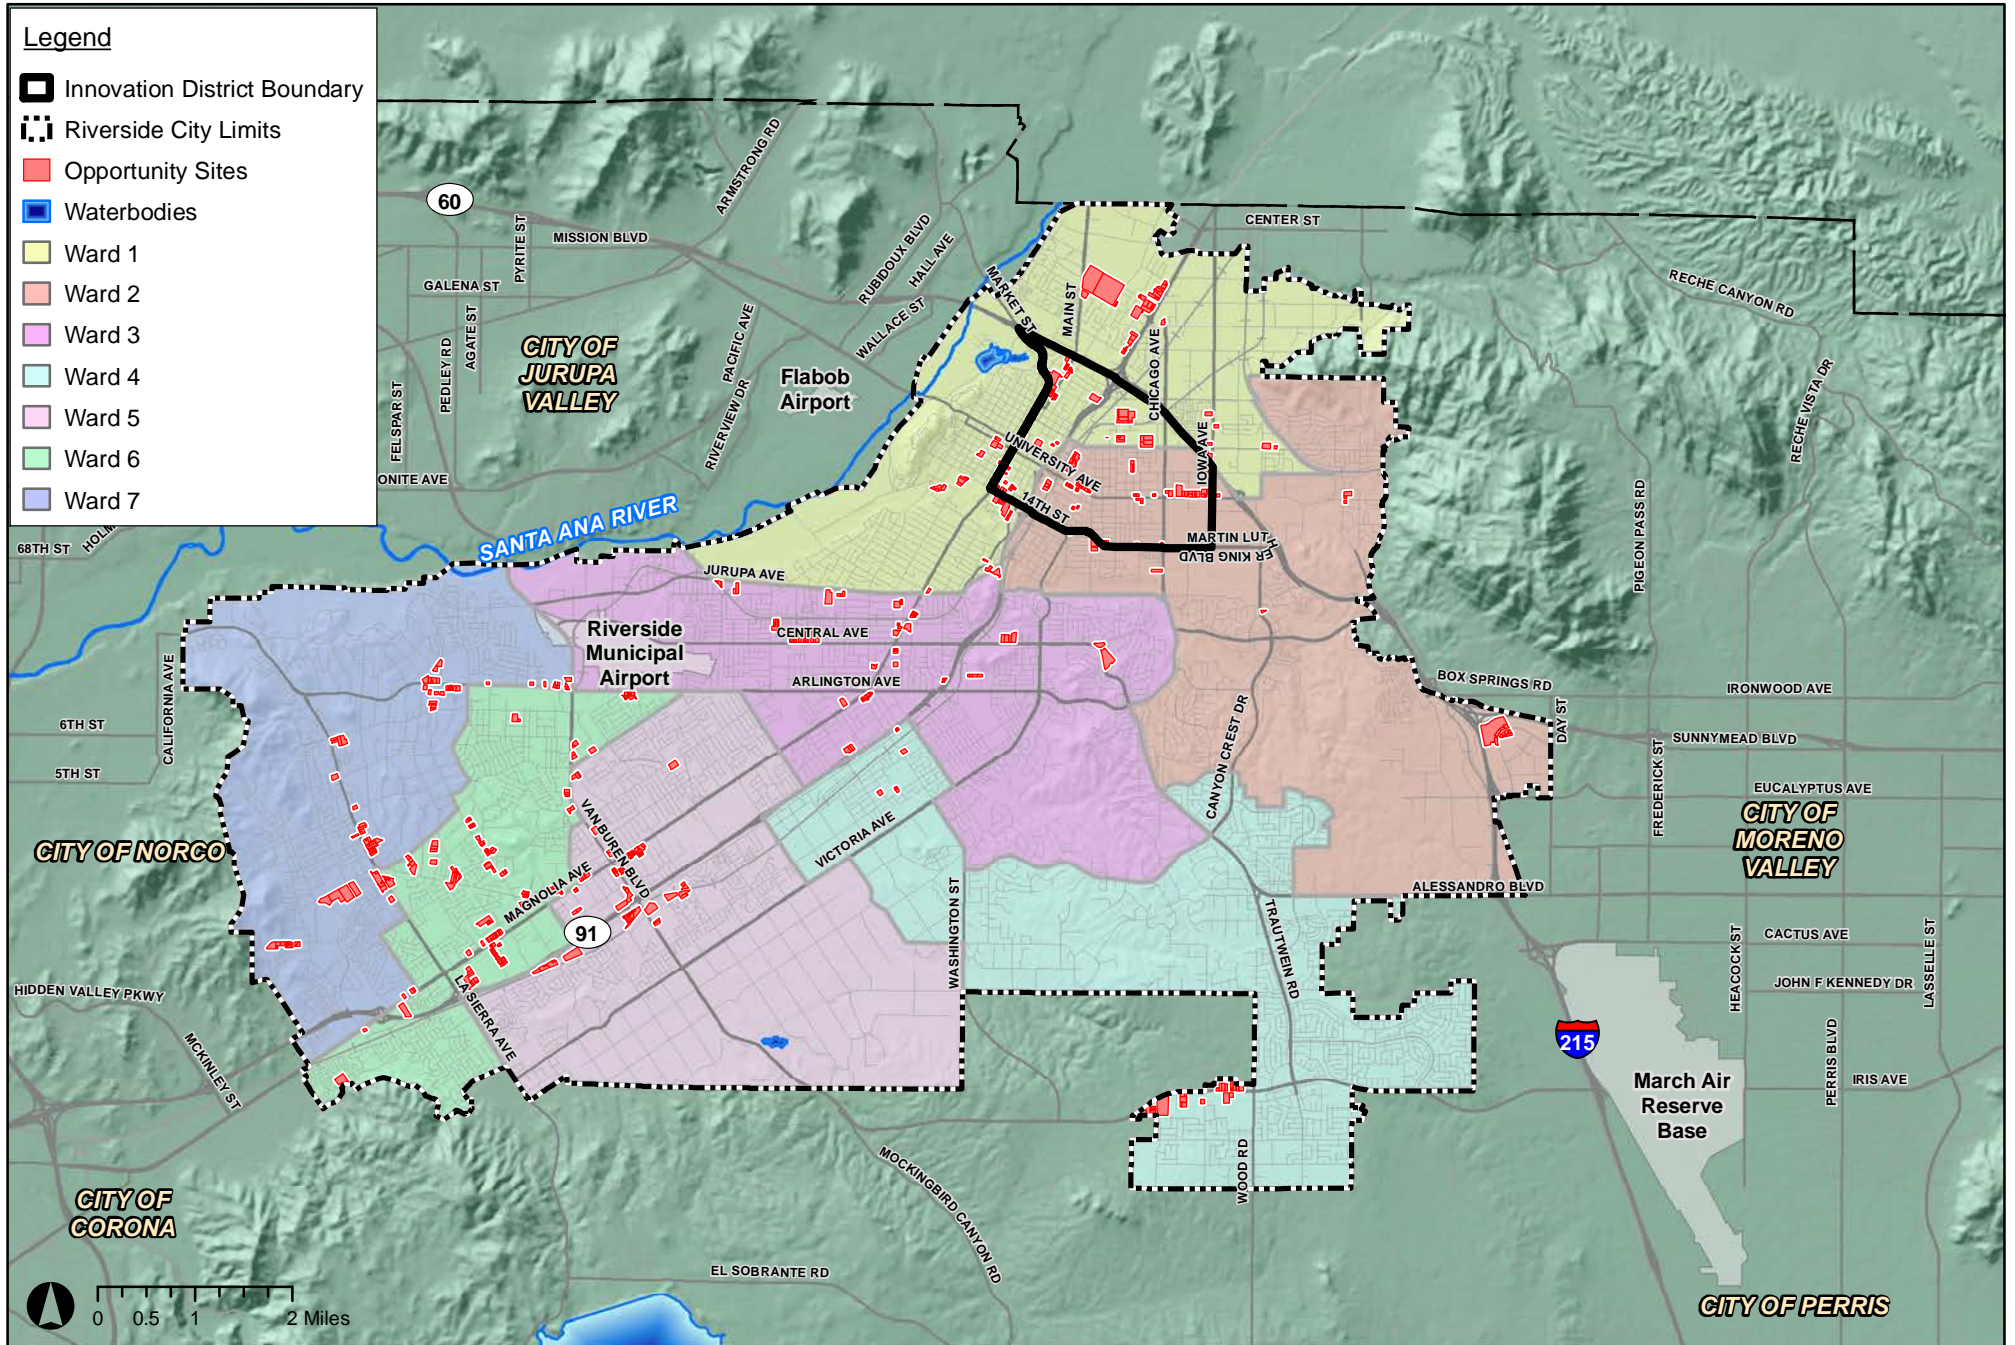 Legend
Innovation District Boundary
Riverside City Limits
Opportunity Sites
Waterbodies
Ward 1
Ward 2
Ward 3
Ward 4
Ward 5
Ward 6
Ward 7
60
ARMSTRONG RD
MISSION BLVD
PYRITE ST
GALENA ST
AGATE ST
PEDLEY RD
FELSPAR ST
RUBIDOUX BLVD
HALL AVE
WALLACE ST
PACIFIC AVE
RIVERVIEW DR
CITY OF
JURUPA
VALLEY
Flabob
Airport
MARKET ST
MAIN ST
CENTER ST
CHICAGO AVE
IOWA AVE
UNIVERSITY AVE
14TH ST
MARTIN LUTHER KING BLVD
RECHE CANYON RD
RECHE VISTA DR
PIGEON PASS RD
ONITE AVE
SANTA ANA RIVER
68TH ST
HOLM
JURUPA AVE
CENTRAL AVE
Riverside
Municipal
Airport
ARLINGTON AVE
CALIFORNIA AVE
6TH ST
5TH ST
BOX SPRINGS RD
IRONWOOD AVE
DAY ST
SUNNYMEAD BLVD
FREDERICK ST
EUCALYPTUS AVE
CITY OF
MORENO
VALLEY
CANYON CREST DR
VAN BUREN BLVD
VICTORIA AVE
MAGNOLIA AVE
CITY OF NORCO
91
WASHINGTON ST
ALESSANDRO BLVD
TRAUTWEIN RD
CACTUS AVE
HEACOCK ST
LASSELLE ST
JOHN F KENNEDY DR
HIDDEN VALLEY PKWY
LA SIERRA AVE
MCKINLEY ST
215
PERRIS BLVD
IRIS AVE
March Air
Reserve
Base
WOOD RD
MOCKINGBIRD CANYON RD
CITY OF
CORONA
EL SOBRANTE RD
CITY OF PERRIS
0 0.5 1 2 Miles